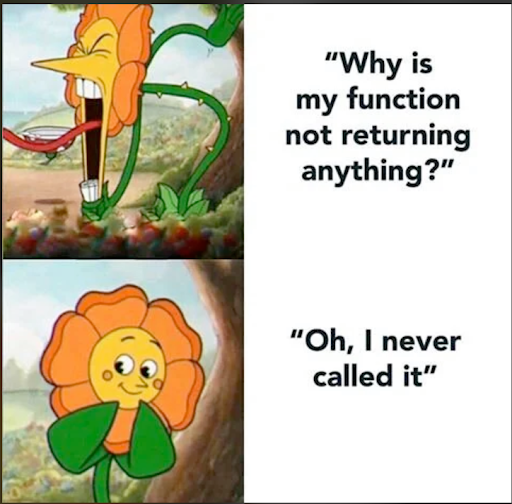 “Why is
my function
not returning
anything?”
“Oh, I never
called it”